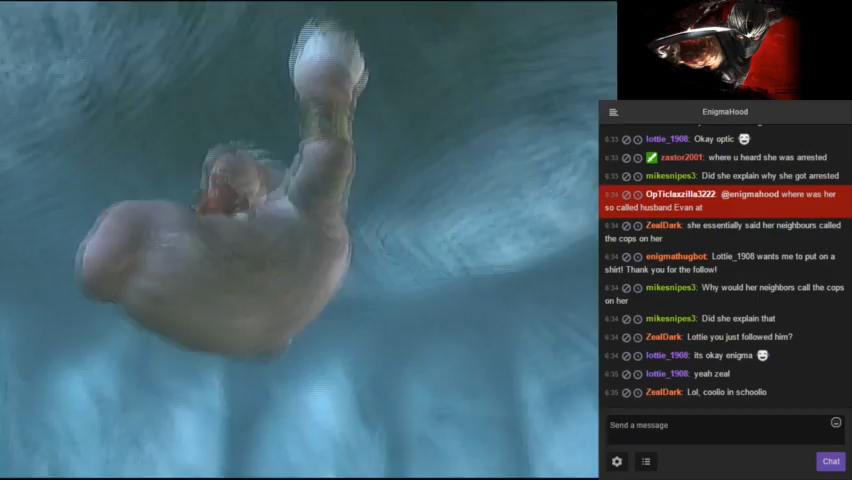 EnigmaHood
6:33 lottie_1908: Okay optic
6:33 zaxtor2001: where u heard she was arrested
6:33 mikesnipes3: Did she explain why she got arrested
6:34 OpTiclaxzilla3222: @enigmahood where was her
so called husband Evan at
ZealDark: she essentially said her neighbours called
the cops on her
6:34 enigmathugbot: Lottie_1908 wants me to put on a
shirt! Thank you for the follow!
6:34 mikesnipes3: Why would her neighbors call the cops
on her
6:34 mikesnipes3: Did she explain that
6:34 ZealDark: Lottie you just followed him?
6:34 lottie_1908: its okay enigma
6:35 lottie_1908: yeah zeal
6:35 ZealDark: Lol, coolio in schoolio
Send a message
Chat